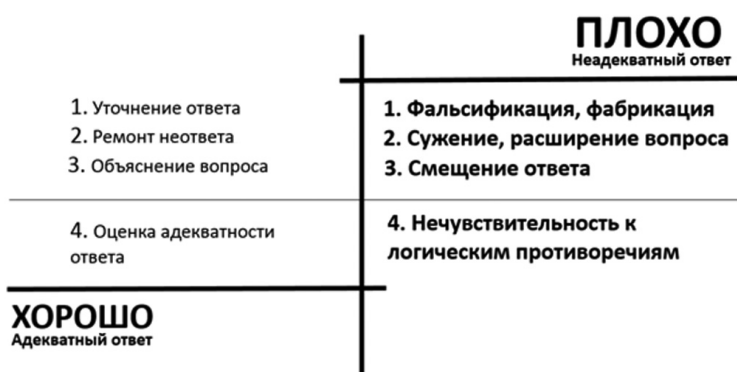 ПЛОХО
Неадекватный ответ
1. Уточнение ответа
2. Ремонт неответа
3. Объяснение вопроса
1. Фальсификация, фабрикация
2. Сужение, расширение вопроса
3. Смещение ответа
4. Оценка адекватности
ответа
4. Нечувствительность к
логическим противоречиям
ХОРОШО
Адекватный ответ